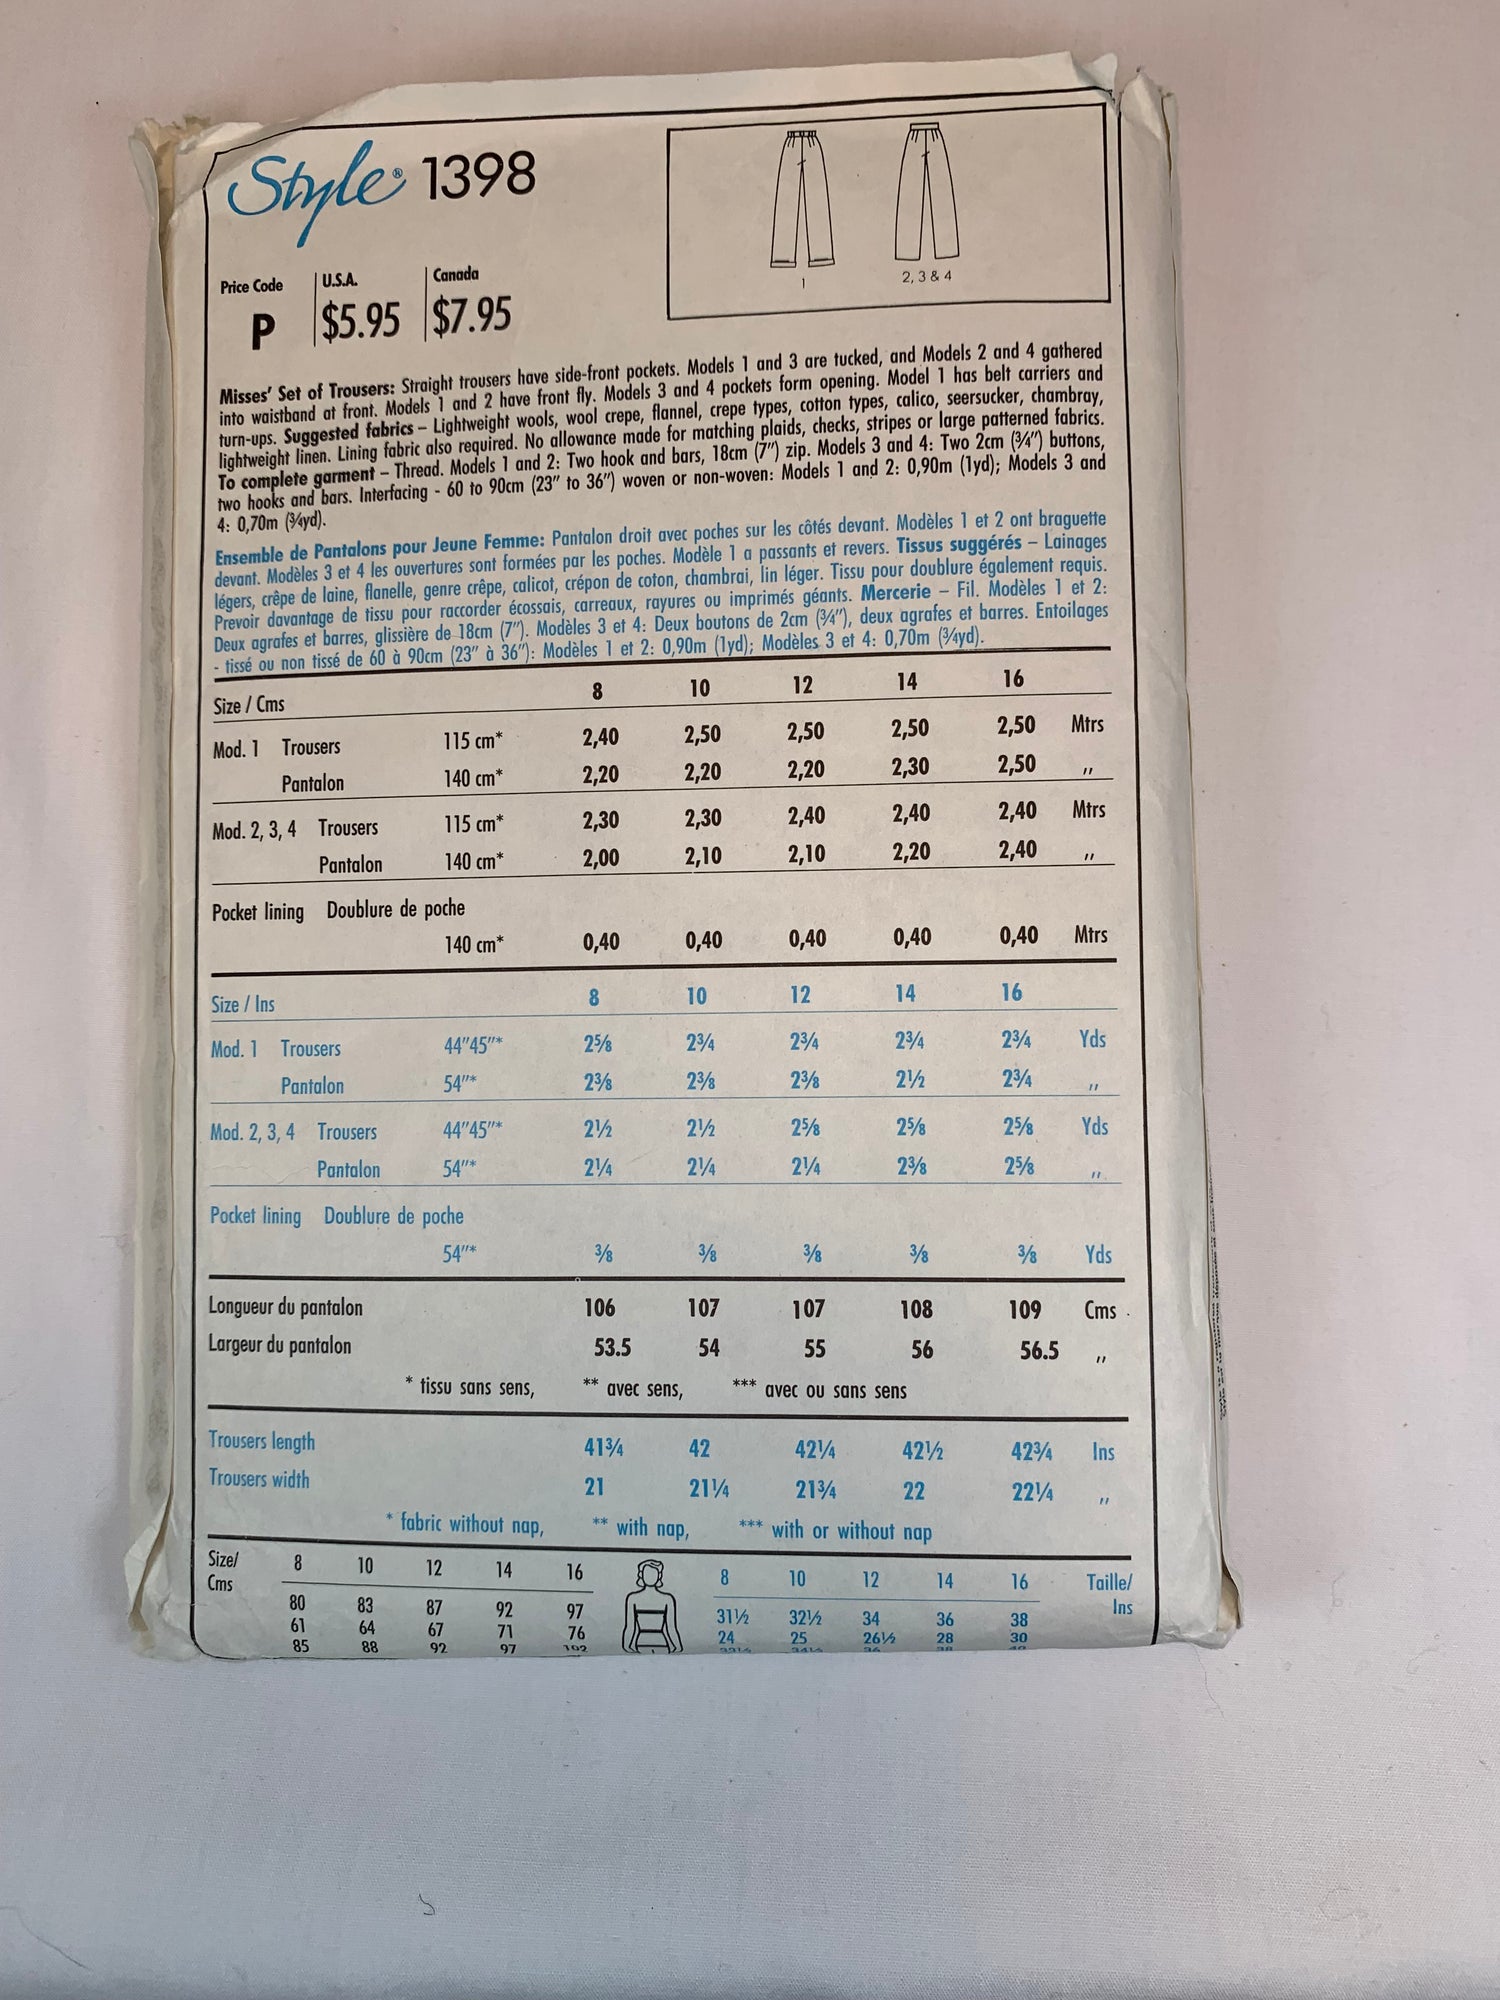 Style® 1398
1
2, 3 & 4
Price Code U.S.A. Canada
P $5.95 $7.95
Misses' Set of Trousers: Straight trousers have side-front pockets. Models 1 and 3 are tucked, and Models 2 and 4 gathered
into waistband at front. Models 1 and 2 have front fly. Models 3 and 4 pockets form opening. Model 1 has belt carriers and
turn-ups. Suggested fabrics – Lightweight wools, wool crepe, flannel, crepe types, cotton types, calico, seersucker, chambray,
lightweight linen. Lining fabric also required. No allowance made for matching plaids, checks, stripes or large patterned fabrics.
To complete garment – Thread. Models 1 and 2: Two hook and bars, 18cm (7") zip. Models 3 and 4: Two 2cm (¾") buttons,
two hooks and bars. Interfacing - 60 to 90cm (23" to 36") woven or non-woven: Models 1 and 2: 0,90m (1yd); Models 3 and
4: 0,70m (¾yd).
Ensemble de Pantalons pour Jeune Femme: Pantalon droit avec poches sur les côtés devant. Modèles 1 et 2 ont braguette
devant. Modèles 3 et 4 les ouvertures sont formées par les poches. Modèle 1 a passants et revers. Tissus suggérés – Lainages
légers, crêpe de laine, flanelle, genre crêpe, calicot, crépon de coton, chambrai, lin léger. Tissu pour doublure également requis.
Prevoir davantage de tissu pour raccorder écossais, carreaux, rayures ou imprimés géants. Mercerie – Fil. Modèles 1 et 2:
Deux agrafes et barres, glissière de 18cm (7"). Modèles 3 et 4: Deux boutons de 2cm (¾"), deux agrafes et barres. Entoilages
- tissé ou non tissé de 60 à 90cm (23" à 36"): Modèles 1 et 2: 0,90m (1yd); Modèles 3 et 4: 0,70m (¾yd).
Size / Cms 8 10 12 14 16
Mod. 1 Trousers 115 cm* 2,40 2,50 2,50 2,50 2,50 Mtrs
Pantalon 140 cm* 2,20 2,20 2,20 2,30 2,50 "
Mod. 2, 3, 4 Trousers 115 cm* 2,30 2,30 2,40 2,40 2,40 Mtrs
Pantalon 140 cm* 2,00 2,10 2,10 2,20 2,40 "
Pocket lining Doublure de poche
140 cm* 0,40 0,40 0,40 0,40 0,40 Mtrs
Size / Ins 8 10 12 14 16
Mod. 1 Trousers 44"45"* 2⅝ 2¾ 2¾ 2¾ 2¾ Yds
Pantalon 54"* 2⅜ 2⅜ 2⅜ 2½ 2¾ "
Mod. 2, 3, 4 Trousers 44"45"* 2½ 2½ 2⅝ 2⅝ 2⅝ Yds
Pantalon 54"* 2¼ 2¼ 2¼ 2⅜ 2⅝ "
Pocket lining Doublure de poche
54"* ⅜ ⅜ ⅜ ⅜ ⅜ Yds
Longueur du pantalon 106 107 107 108 109 Cms
Largeur du pantalon 53.5 54 55 56 56.5 "
* tissu sans sens, ** avec sens, *** avec ou sans sens
Trousers length 41¾ 42 42¼ 42½ 42¾ Ins
Trousers width 21 21¼ 21¾ 22 22¼ "
* fabric without nap, ** with nap, *** with or without nap
Size/ Cms 8 10 12 14 16 8 10 12 14 16 Taille/ Ins
80 83 87 92 97 31½ 32½ 34 36 38
61 64 67 71 76 24 25 26½ 28 30
85 88 92 97 102